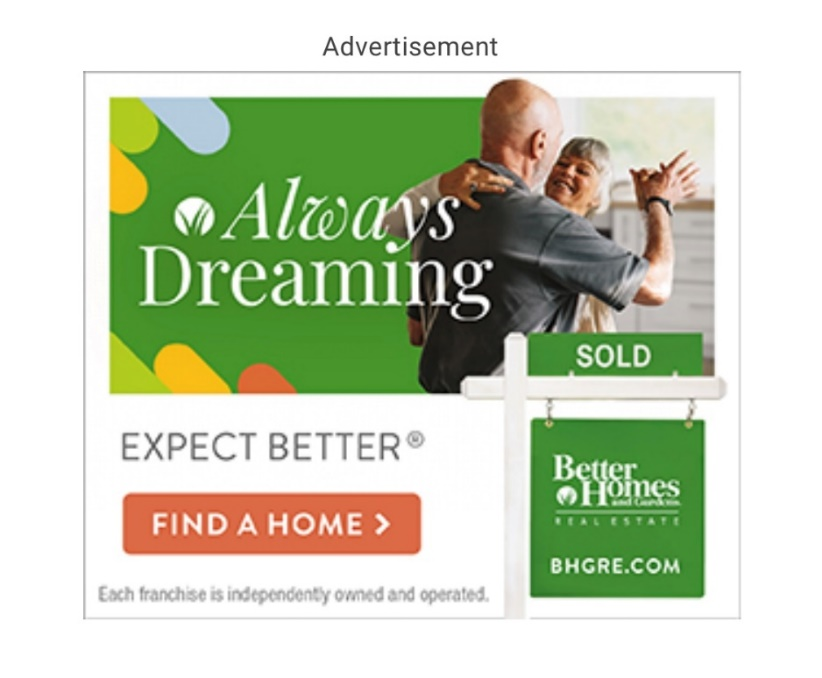 Advertisement
Always
Dreaming
SOLD
EXPECT BETTER®
Better
Homes
and Gardens.
REAL ESTATE
FIND A HOME >
BHGRE.COM
Each franchise is independently owned and operated.